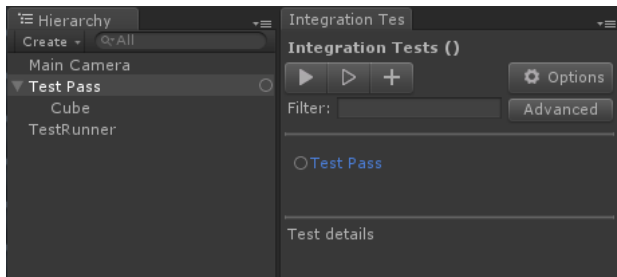 Hierarchy
Create
All
Main Camera
Test Pass
Cube
TestRunner
Integration Tes
Integration Tests ()
Options
Filter:
Advanced
Test Pass
Test details